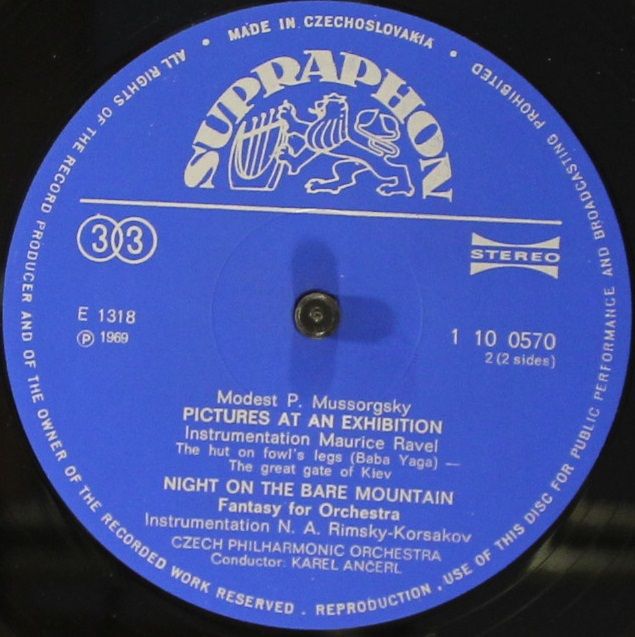 ALL RIGHTS OF THE RECORD PRODUCER AND OF THE OWNER OF THE RECORDED WORK RESERVED . REPRODUCTION , USE OF THIS DISC FOR PUBLIC PERFORMANCE AND BROADCASTING PROHIBITED
• MADE IN CZECHOSLOVAKIA •
SUPRAPHON
33
STEREO
E 1318
℗ 1969
1 10 0570
2 (2 sides)
Modest P. Mussorgsky
PICTURES AT AN EXHIBITION
Instrumentation Maurice Ravel
The hut on fowl's legs (Baba Yaga) —
The great gate of Kiev
NIGHT ON THE BARE MOUNTAIN
Fantasy for Orchestra
Instrumentation N. A. Rimsky-Korsakov
CZECH PHILHARMONIC ORCHESTRA
Conductor: KAREL ANČERL